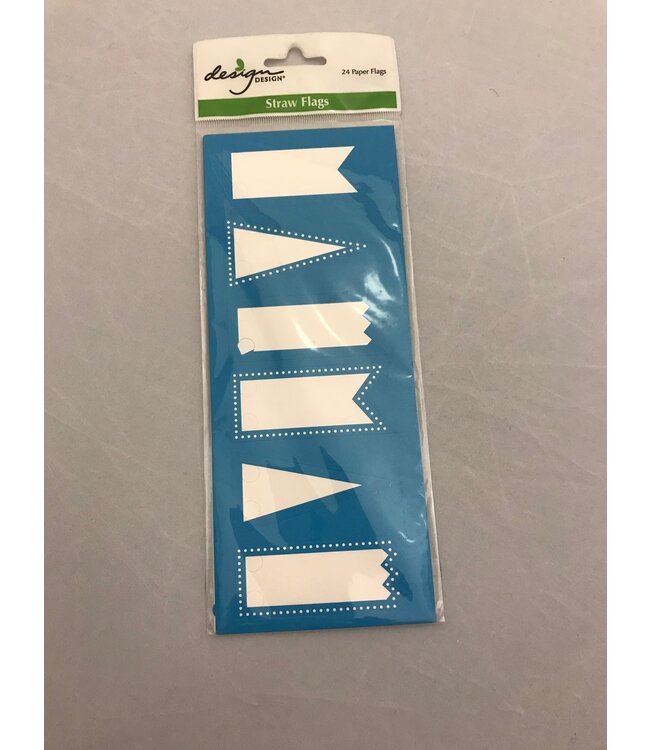 design
DESIGN®
24 Paper Flags
Straw Flags